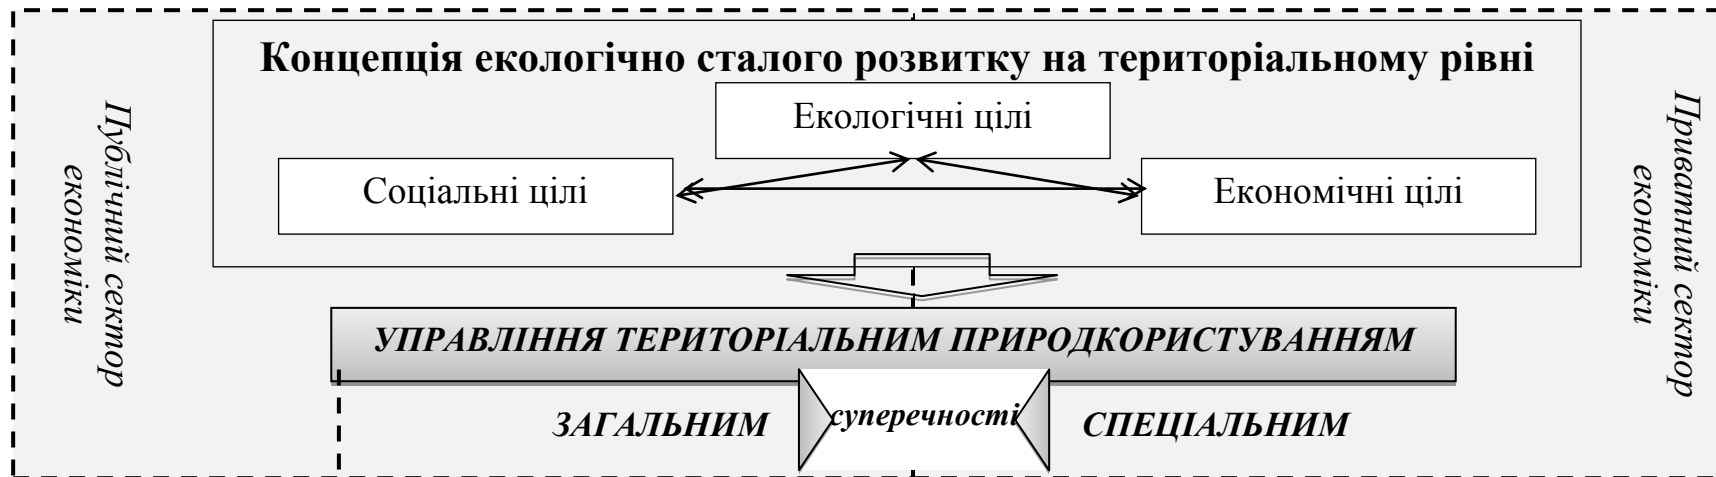 Концепція екологічно сталого розвитку на територіальному рівні
Екологічні цілі
Соціальні цілі
Економічні цілі
Публічний сектор
економіки
Приватний сектор
економіки
УПРАВЛІННЯ ТЕРИТОРІАЛЬНИМ ПРИРОДКОРИСТУВАННЯМ
ЗАГАЛЬНИМ
суперечності
СПЕЦІАЛЬНИМ